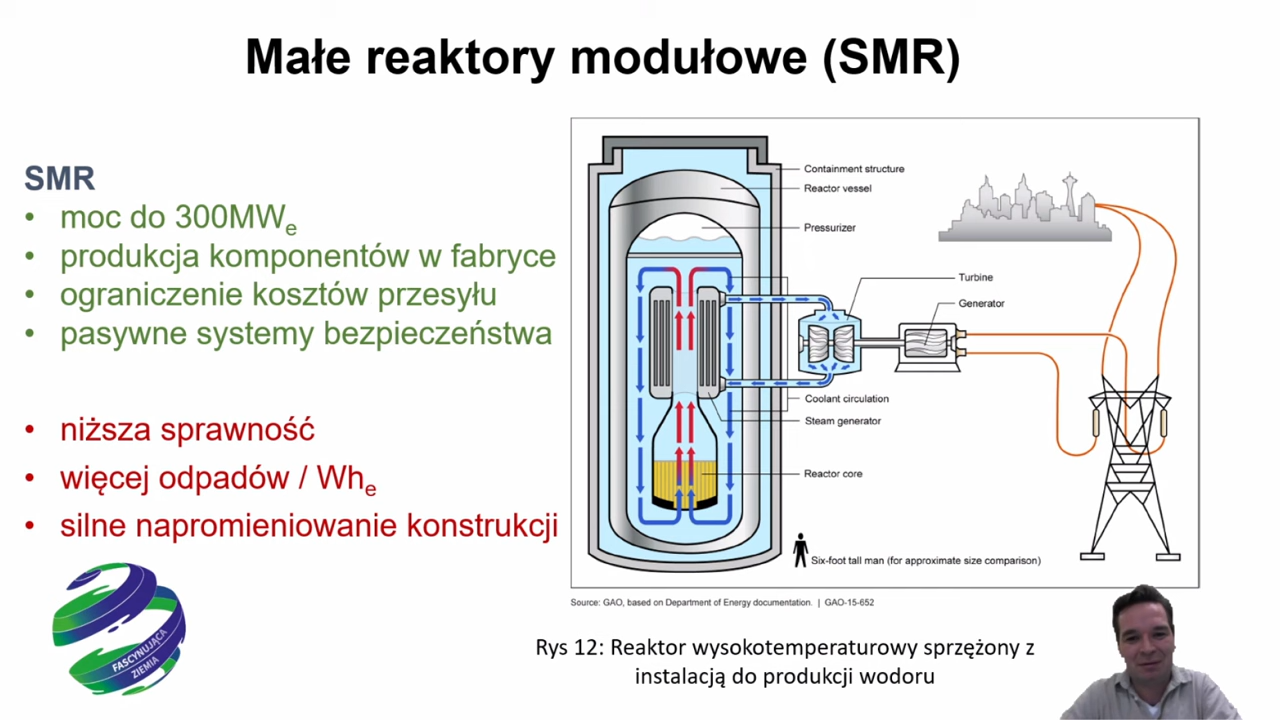 Małe reaktory modułowe (SMR)
SMR
• moc do 300MWe
• produkcja komponentów w fabryce
• ograniczenie kosztów przesyłu
• pasywne systemy bezpieczeństwa
• niższa sprawność
• więcej odpadów / Whe
• silne napromieniowanie konstrukcji
FASCYNUJĄCA
ZIEMIA
Containment structure
Reactor vessel
Pressurizer
Turbine
Generator
Coolant circulation
Steam generator
Reactor core
Six-foot tall man (for approximate size comparison)
Source: GAO, based on Department of Energy documentation. | GAO-15-652
Rys 12: Reaktor wysokotemperaturowy sprzężony z
instalacją do produkcji wodoru